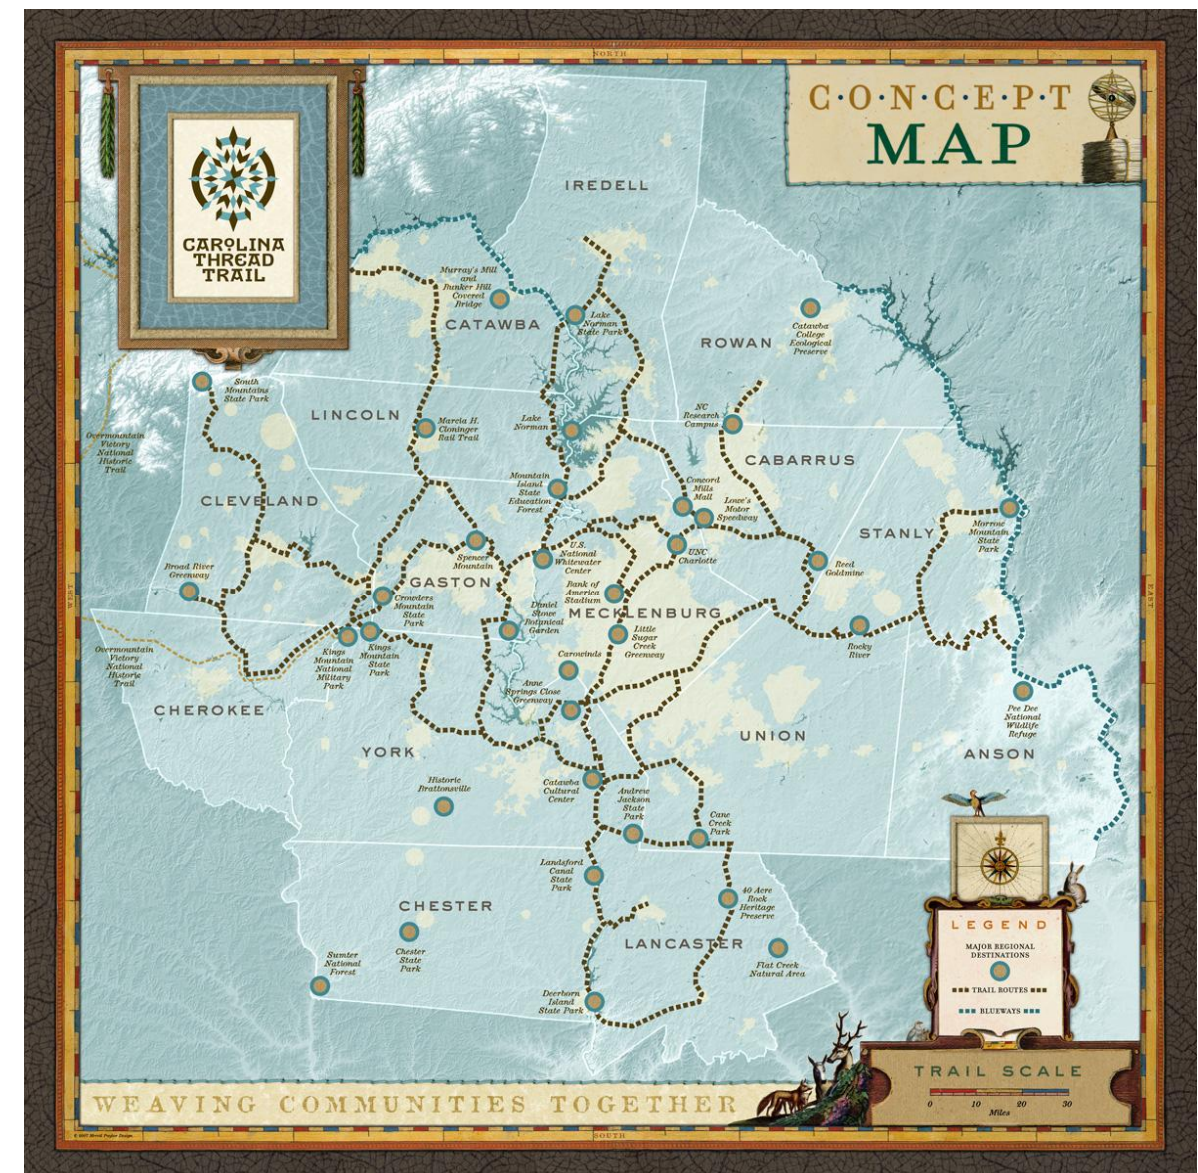 NORTH
C·O·N·C·E·P·T
MAP
CAROLINA
THREAD
TRAIL
IREDELL
Murray's Mill
and
Bunker Hill
Covered
Bridge
CATAWBA
Lake
Norman
State Park
ROWAN
Catawba
College
Ecological
Preserve
South
Mountains
State Park
LINCOLN
Marcia H.
Cloninger
Rail Trail
Lake
Norman
NC
Research
Campus
Overmountain
Victory
National
Historic
Trail
CABARRUS
Mountain
Island
State
Education
Forest
Concord
Mills
Mall
Lowe's
Motor
Speedway
CLEVELAND
STANLY
Morrow
Mountain
State
Park
Spencer
Mountain
U.S.
National
Whitewater
Center
UNC
Charlotte
Reed
Goldmine
Broad River
Greenway
GASTON
Crowders
Mountain
State
Park
Bank of
America
Stadium
MECKLENBURG
WEST
EAST
Daniel
Stowe
Botanical
Garden
Little
Sugar
Creek
Greenway
Rocky
River
Overmountain
Victory
National
Historic
Trail
Kings
Mountain
National
Military
Park
Kings
Mountain
State
Park
Carowinds
Anne
Springs Close
Greenway
CHEROKEE
Pee Dee
National
Wildlife
Refuge
YORK
UNION
ANSON
Historic
Brattonsville
Catawba
Cultural
Center
Andrew
Jackson
State
Park
Cane
Creek
Park
Landsford
Canal
State
Park
40 Acre
Rock
Heritage
Preserve
CHESTER
LANCASTER
Chester
State
Park
Sumter
National
Forest
Flat Creek
Natural Area
Deerborn
Island
State Park
LEGEND
MAJOR REGIONAL
DESTINATIONS
TRAIL ROUTES
BLUEWAYS
TRAIL SCALE
0 10 20 30
Miles
WEAVING COMMUNITIES TOGETHER
SOUTH